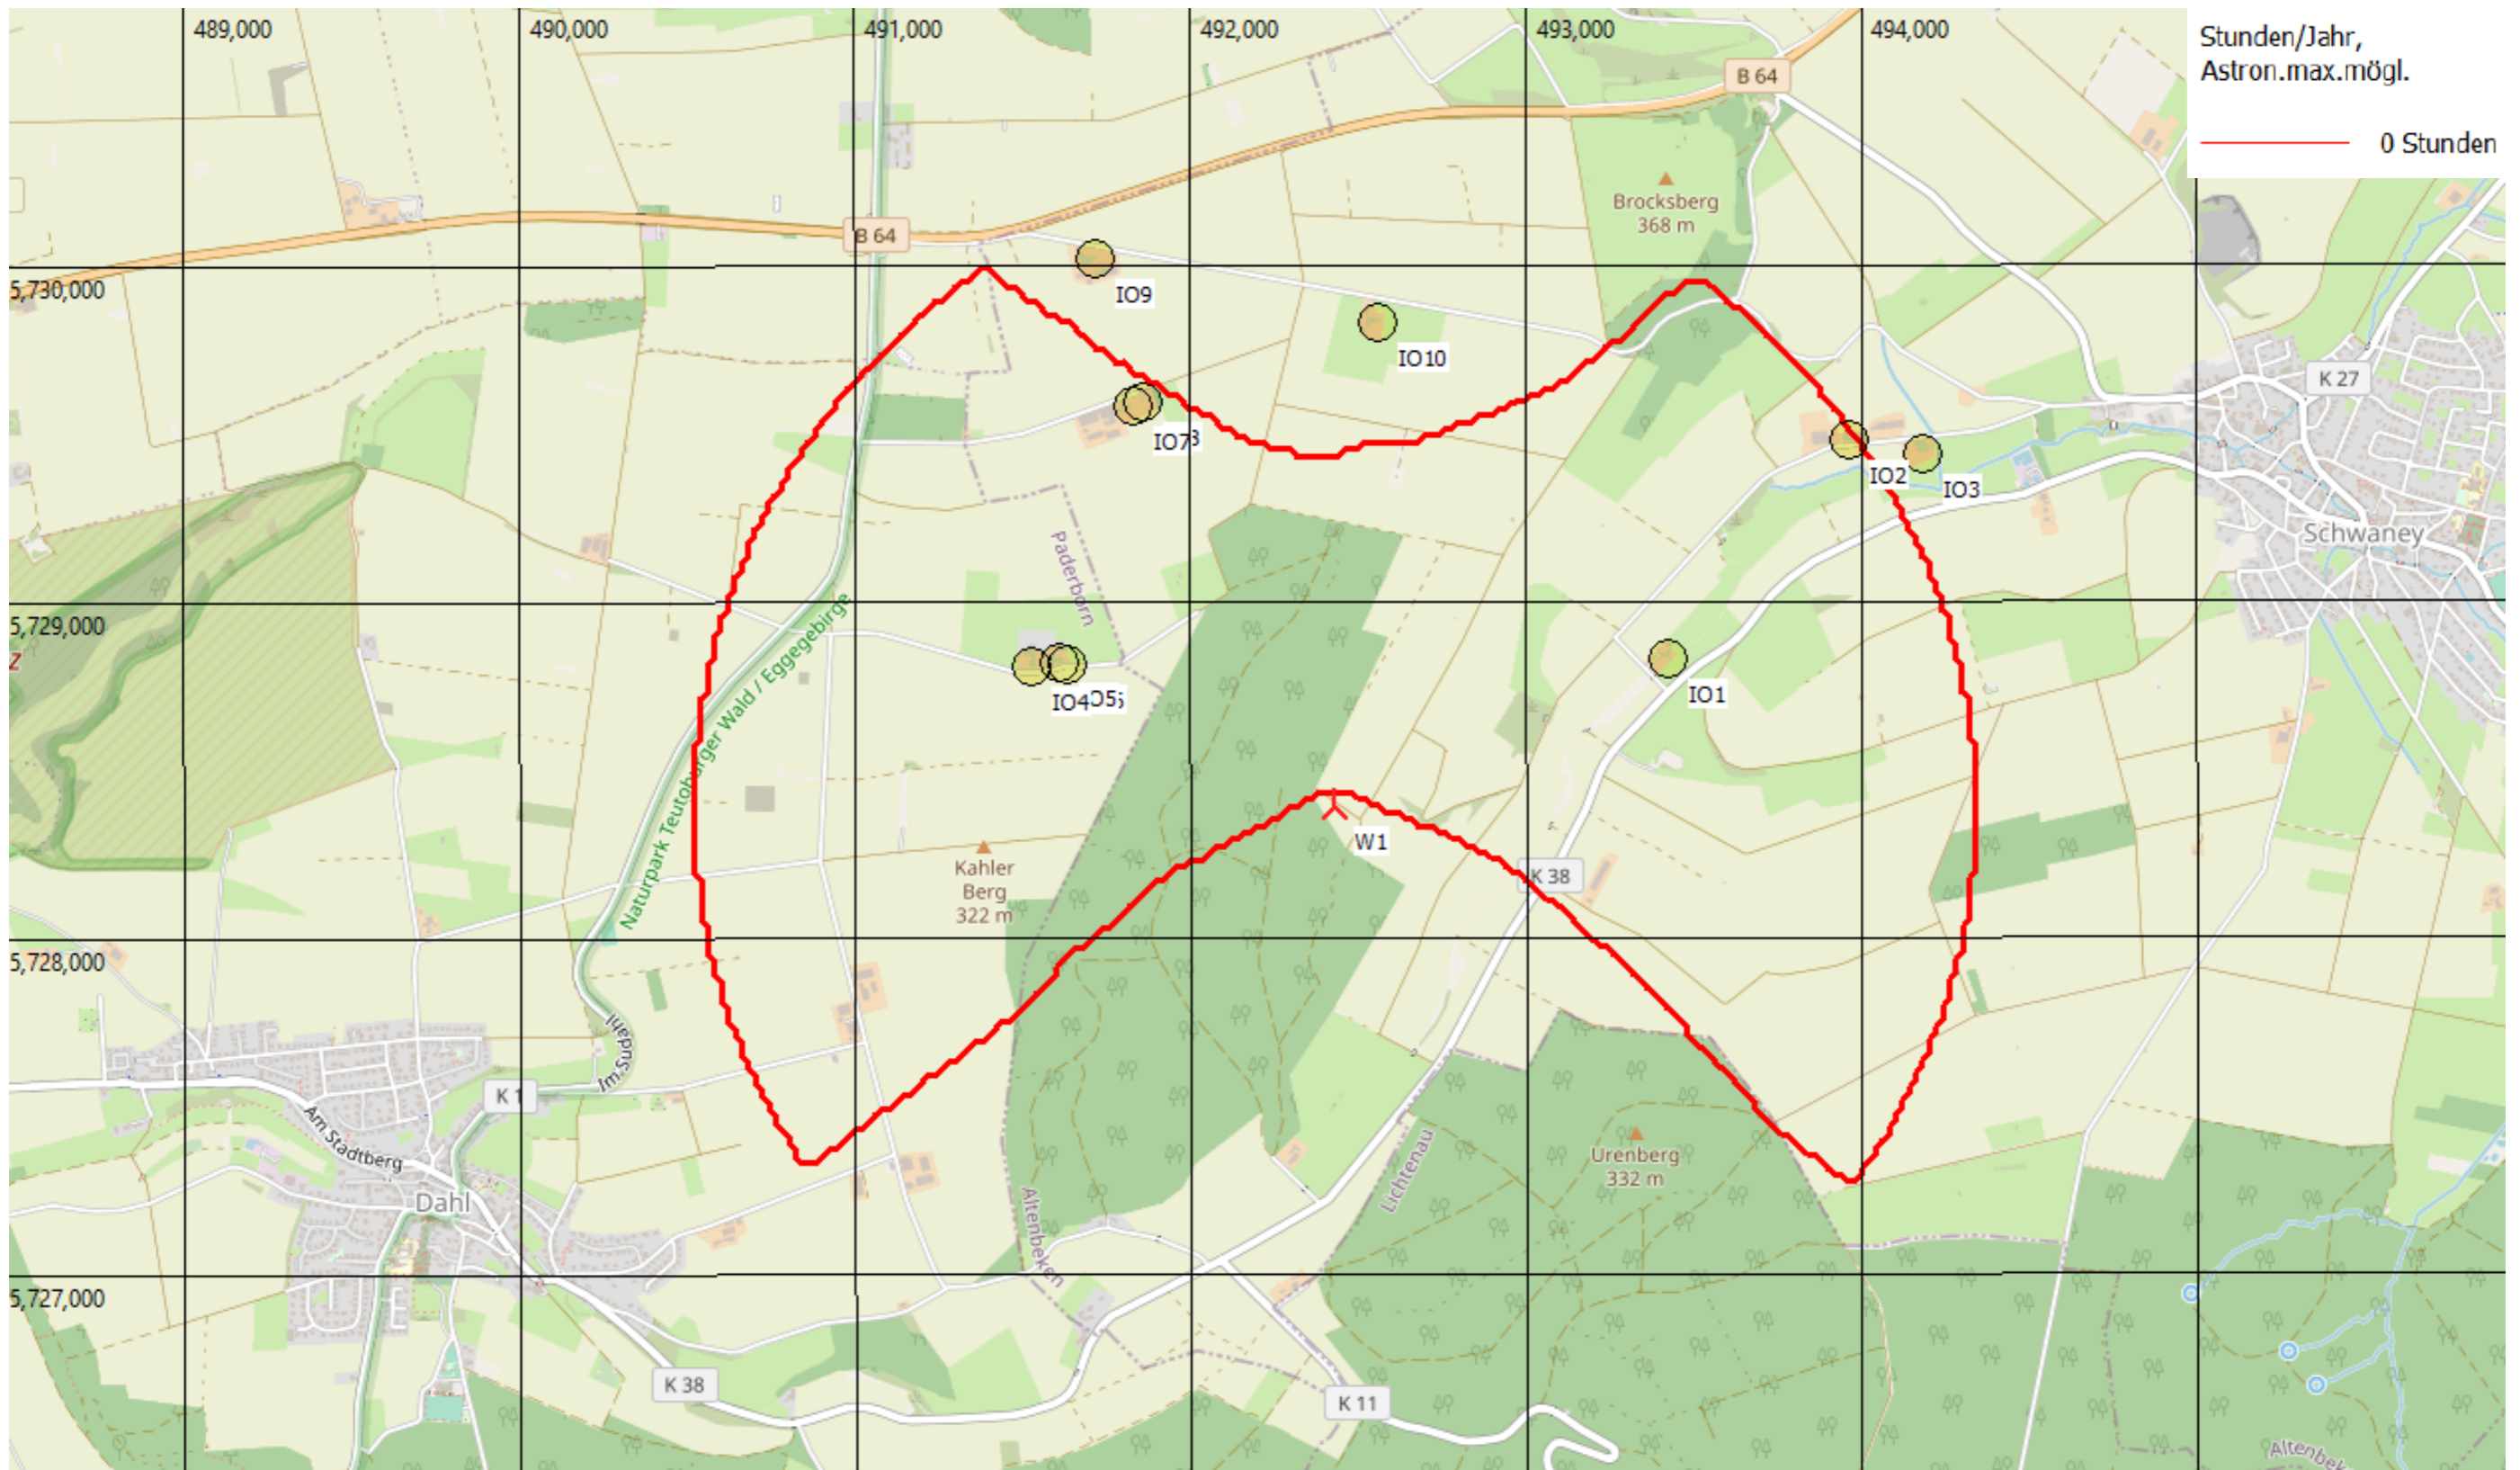 489,000
490,000
491,000
492,000
493,000
494,000
Stunden/Jahr,
Astron.max.mögl.
0 Stunden
B 64
Brocksberg
368 m
B 64
5,730,000
IO9
IO10
K 27
IO7
IO2
IO3
Schwaney
Paderborn
5,729,000
Z
Naturpark Teutoburger Wald / Eggegebirge
IO4
IO1
W1
Kahler
Berg
322 m
K 38
5,728,000
Im Sudahl
K 1
Am Stadtberg
Dahl
Lichtenau
Urenberg
332 m
Altenbeken
5,727,000
K 38
K 11
Altenbek